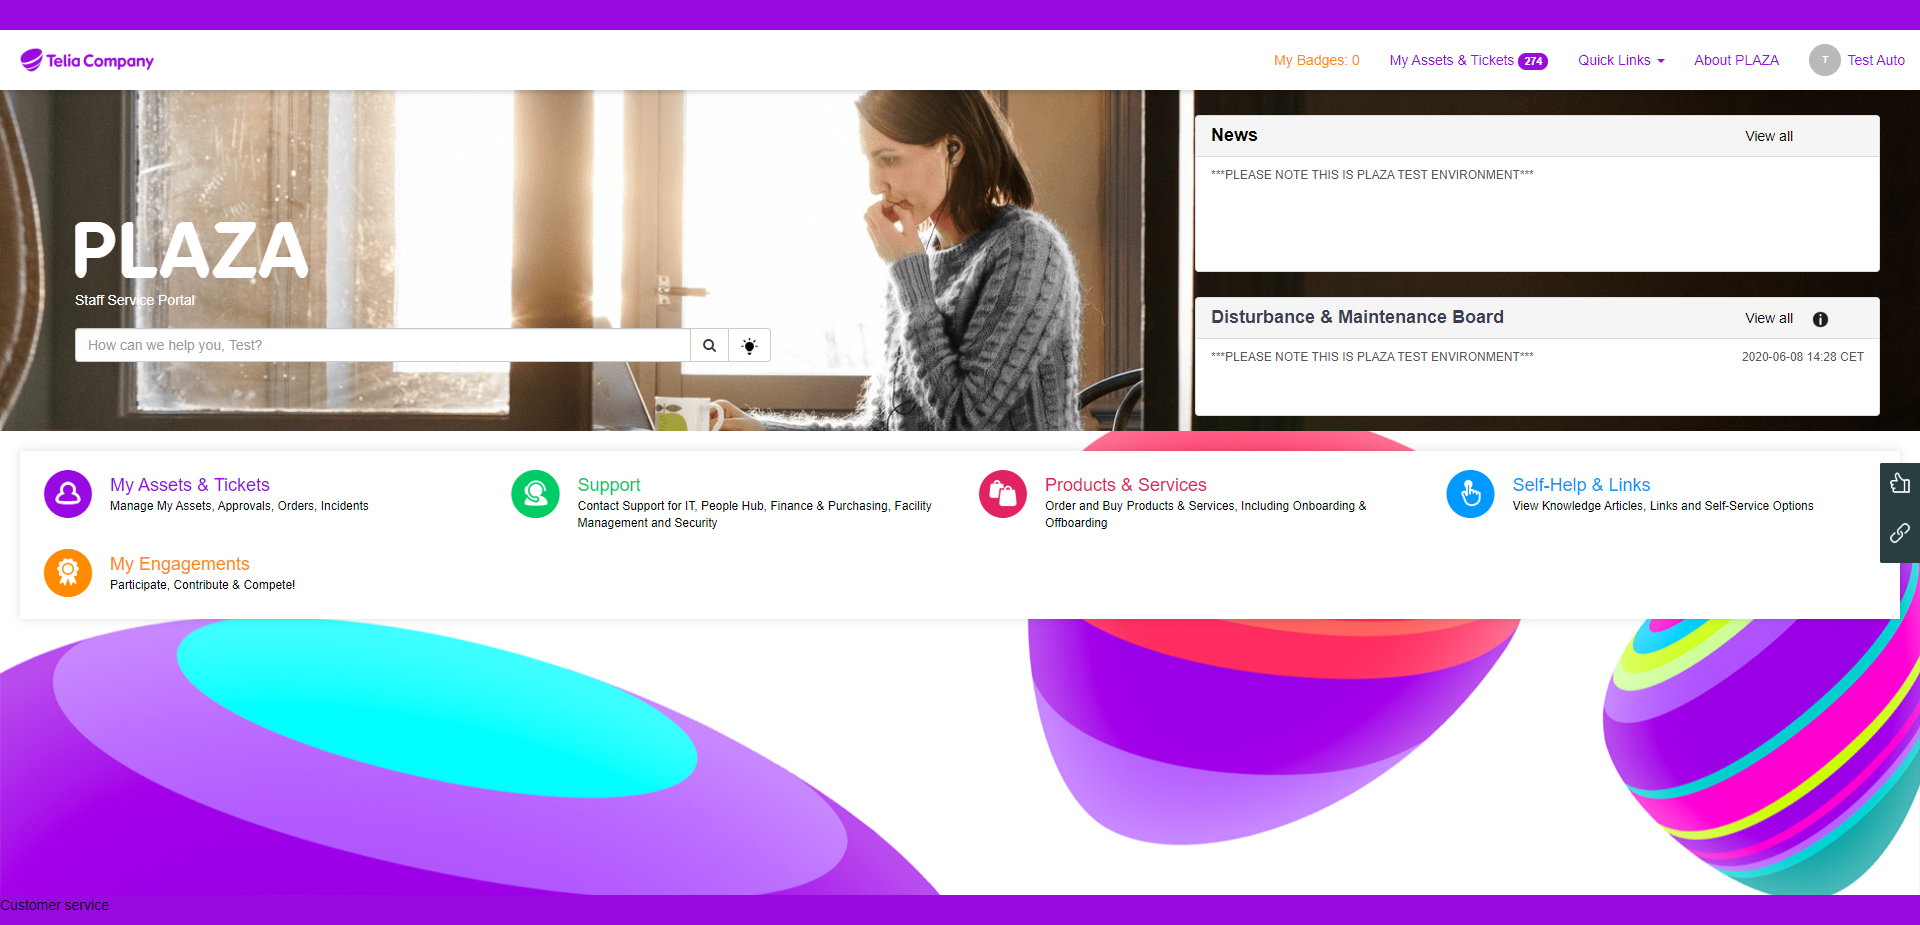 Telia Company
My Badges: 0
My Assets & Tickets 274
Quick Links
About PLAZA
T
Test Auto
PLAZA
Staff Service Portal
How can we help you, Test?
News
View all
***PLEASE NOTE THIS IS PLAZA TEST ENVIRONMENT***
Disturbance & Maintenance Board
View all
***PLEASE NOTE THIS IS PLAZA TEST ENVIRONMENT***
2020-06-08 14:28 CET
My Assets & Tickets
Manage My Assets, Approvals, Orders, Incidents
Support
Contact Support for IT, People Hub, Finance & Purchasing, Facility
Management and Security
Products & Services
Order and Buy Products & Services, Including Onboarding &
Offboarding
Self-Help & Links
View Knowledge Articles, Links and Self-Service Options
My Engagements
Participate, Contribute & Compete!
Customer service